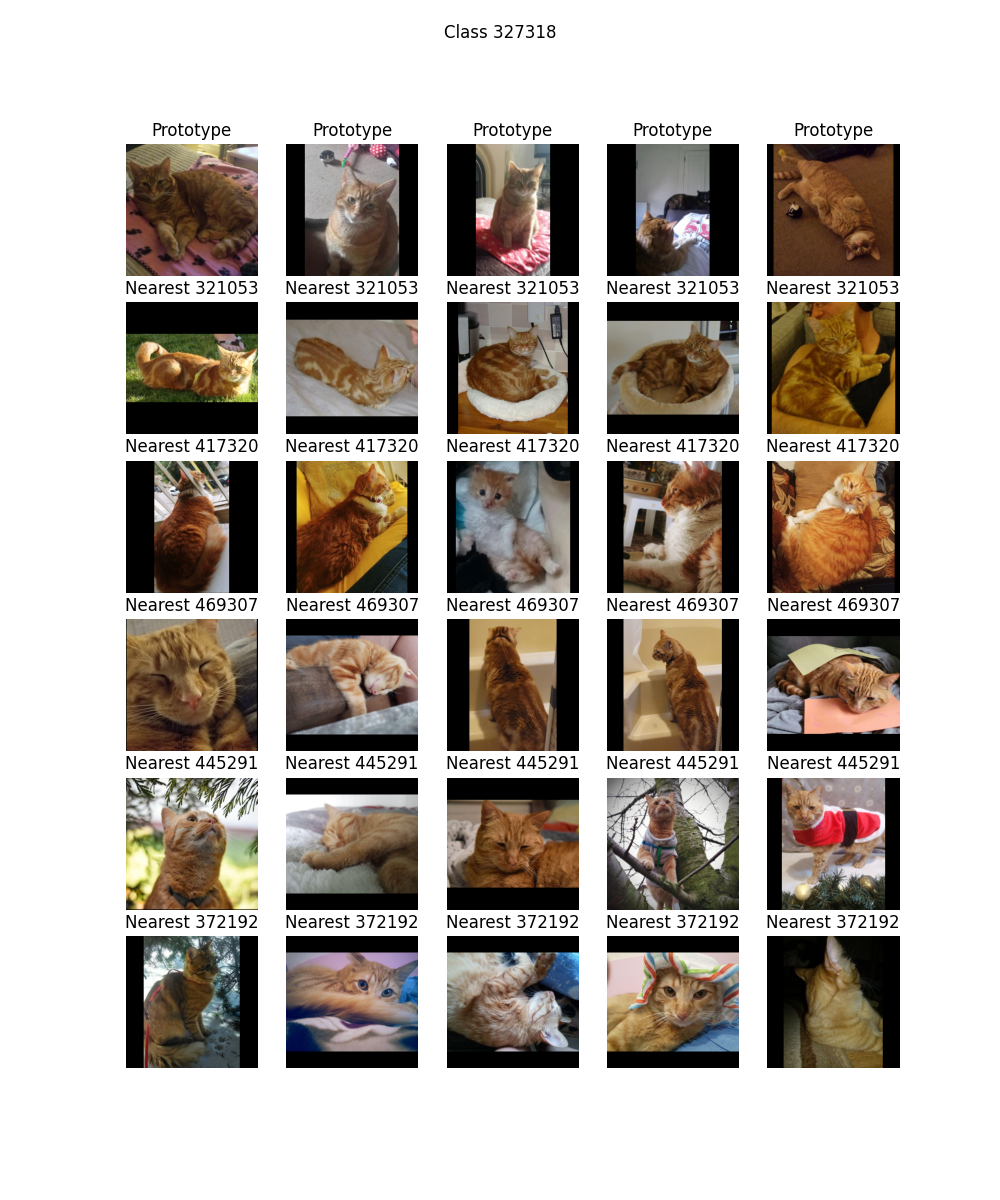 Class 327318
Prototype Prototype Prototype Prototype Prototype
Nearest 321053 Nearest 321053 Nearest 321053 Nearest 321053 Nearest 321053
Nearest 417320 Nearest 417320 Nearest 417320 Nearest 417320 Nearest 417320
Nearest 469307 Nearest 469307 Nearest 469307 Nearest 469307 Nearest 469307
Nearest 445291 Nearest 445291 Nearest 445291 Nearest 445291 Nearest 445291
Nearest 372192 Nearest 372192 Nearest 372192 Nearest 372192 Nearest 372192